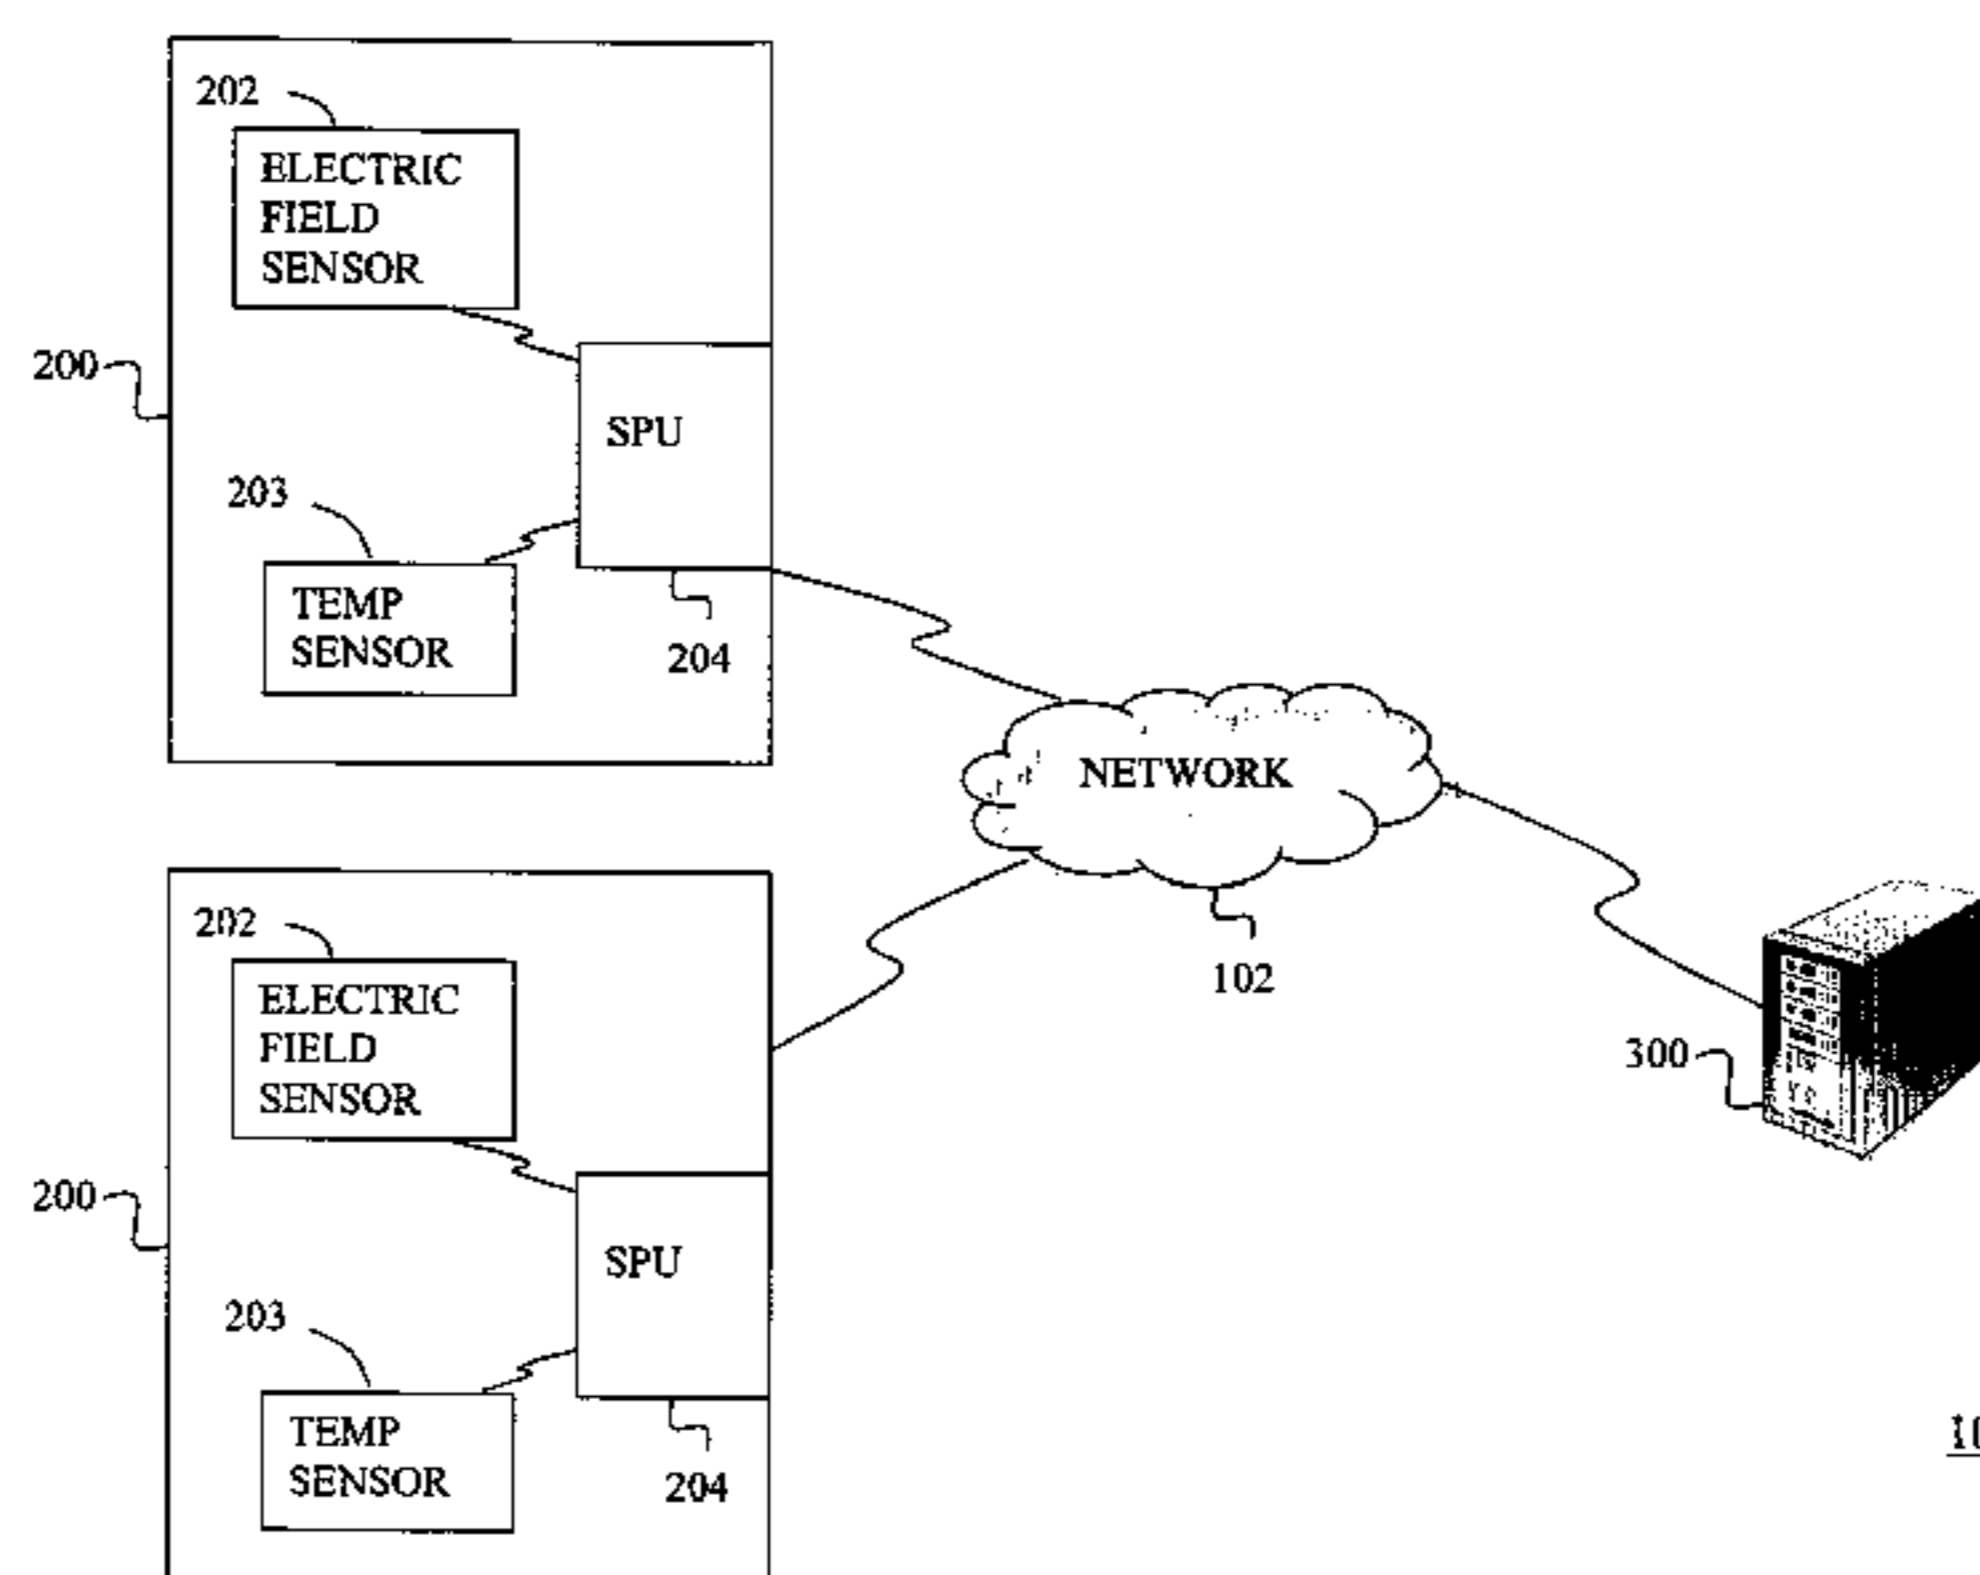 202
ELECTRIC
FIELD
SENSOR
200
SPU
203
TEMP
SENSOR
204
NETWORK
102
202
ELECTRIC
FIELD
SENSOR
300
200
SPU
203
TEMP
SENSOR
204